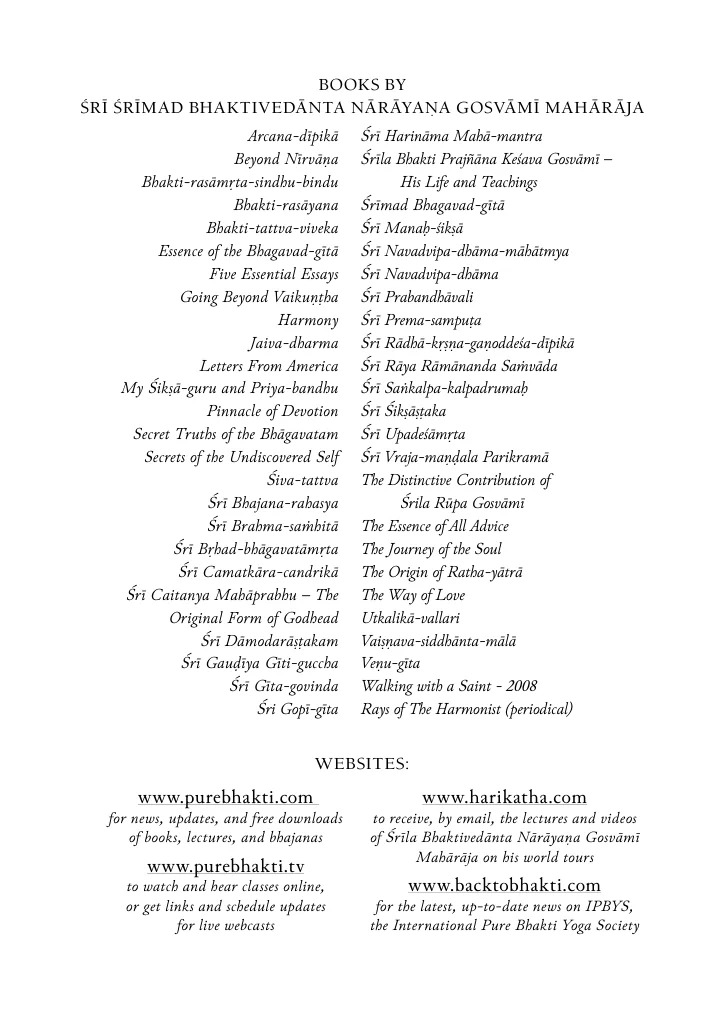 BOOKS BY
ŚRĪ ŚRĪMAD BHAKTIVEDĀNTA NĀRĀYAṆA GOSVĀMĪ MAHĀRĀJA
Arcana-dīpikā
Beyond Nīrvāṇa
Bhakti-rasāmṛta-sindhu-bindu
Bhakti-rasāyana
Bhakti-tattva-viveka
Essence of the Bhagavad-gītā
Five Essential Essays
Going Beyond Vaikuṇṭha
Harmony
Jaiva-dharma
Letters From America
My Śikṣā-guru and Priya-bandhu
Pinnacle of Devotion
Secret Truths of the Bhāgavatam
Secrets of the Undiscovered Self
Śiva-tattva
Śrī Bhajana-rahasya
Śrī Brahma-saṁhitā
Śrī Bṛhad-bhāgavatāmṛta
Śrī Camatkāra-candrikā
Śrī Caitanya Mahāprabhu – The
Original Form of Godhead
Śrī Dāmodarāṣṭakam
Śrī Gauḍīya Gīti-guccha
Śrī Gīta-govinda
Śri Gopī-gīta
Śrī Harināma Mahā-mantra
Śrīla Bhakti Prajñāna Keśava Gosvāmī –
His Life and Teachings
Śrīmad Bhagavad-gītā
Śrī Manaḥ-śikṣā
Śrī Navadvipa-dhāma-māhātmya
Śrī Navadvipa-dhāma
Śrī Prabandhāvali
Śrī Prema-sampuṭa
Śrī Rādhā-kṛṣṇa-gaṇoddeśa-dīpikā
Śrī Rāya Rāmānanda Saṁvāda
Śrī Saṅkalpa-kalpadrumaḥ
Śrī Śikṣāṣṭaka
Śrī Upadeśāmṛta
Śrī Vraja-maṇḍala Parikramā
The Distinctive Contribution of
Śrila Rūpa Gosvāmī
The Essence of All Advice
The Journey of the Soul
The Origin of Ratha-yātrā
The Way of Love
Utkalikā-vallari
Vaiṣṇava-siddhānta-mālā
Veṇu-gīta
Walking with a Saint - 2008
Rays of The Harmonist (periodical)
WEBSITES:
www.purebhakti.com
for news, updates, and free downloads
of books, lectures, and bhajanas
www.purebhakti.tv
to watch and hear classes online,
or get links and schedule updates
for live webcasts
www.harikatha.com
to receive, by email, the lectures and videos
of Śrīla Bhaktivedānta Nārāyaṇa Gosvāmī
Mahārāja on his world tours
www.backtobhakti.com
for the latest, up-to-date news on IPBYS,
the International Pure Bhakti Yoga Society